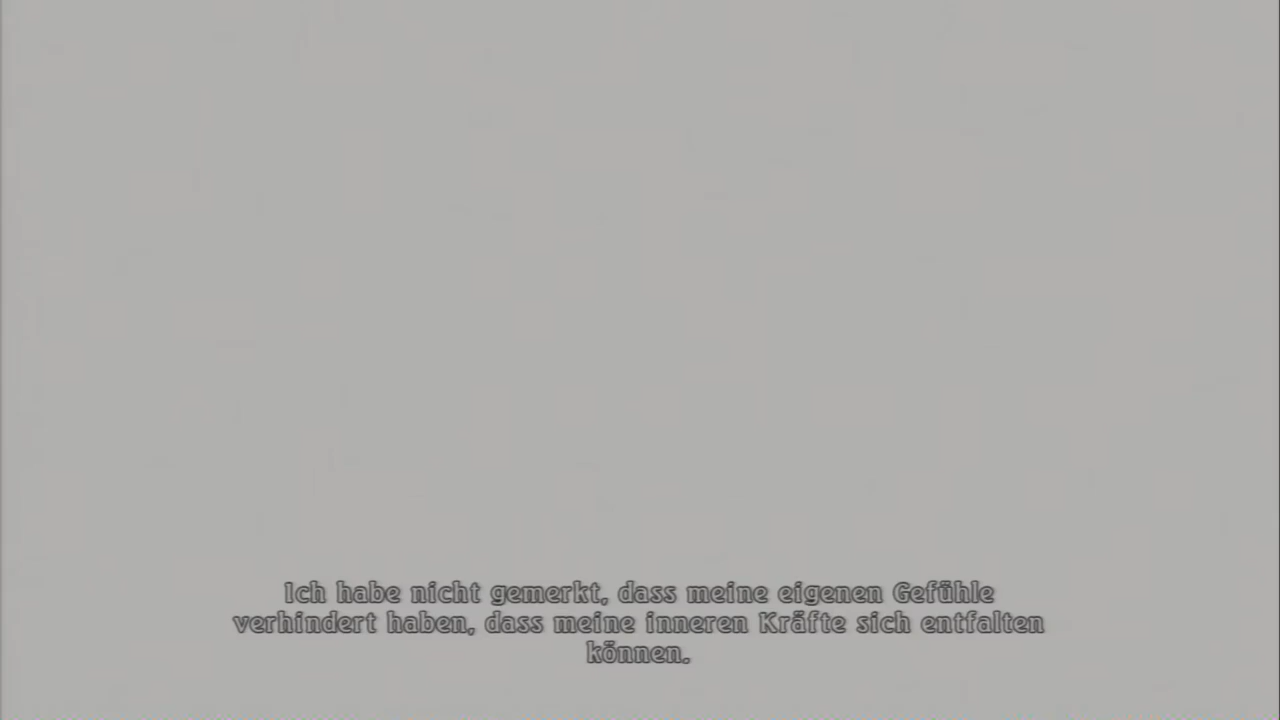 Ich habe nicht gemerkt, dass meine eigenen Gefühle
verhindert haben, dass meine inneren Kräfte sich entfalten
können.